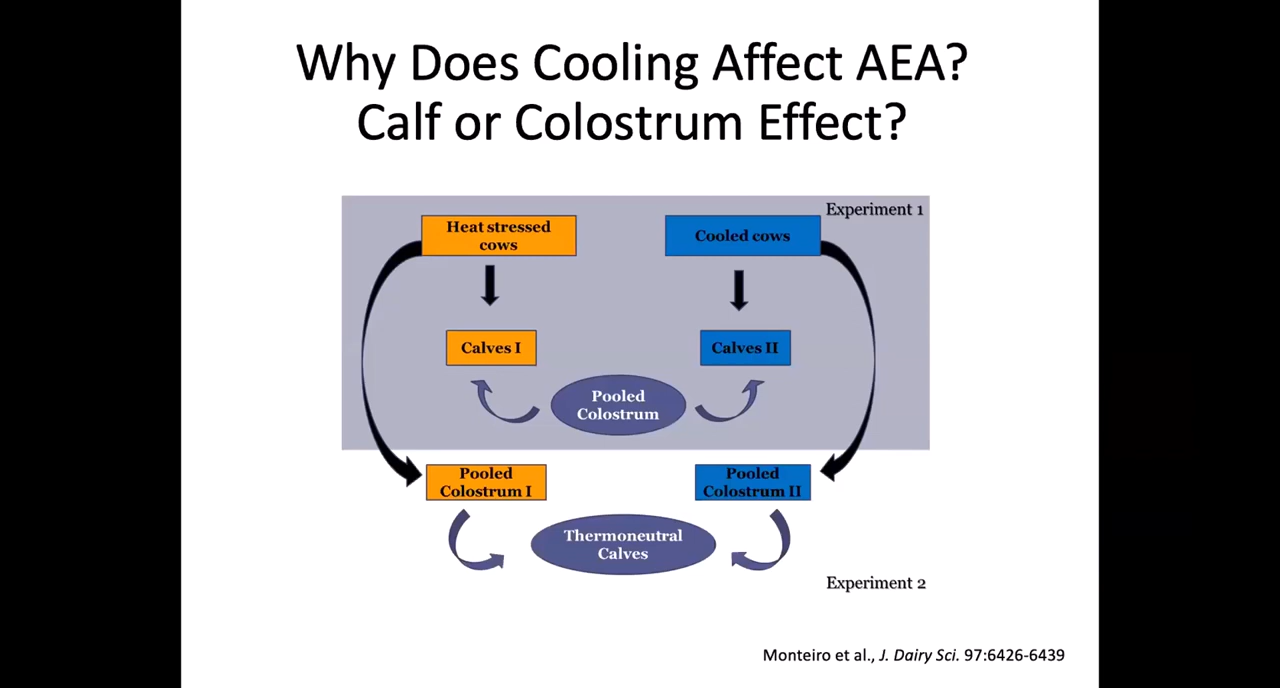 Why Does Cooling Affect AEA?
Calf or Colostrum Effect?
Experiment 1
Heat stressed
cows
Cooled cows
Calves I
Calves II
Pooled
Colostrum
Pooled
Colostrum I
Pooled
Colostrum II
Thermoneutral
Calves
Experiment 2
Monteiro et al., J. Dairy Sci. 97:6426-6439